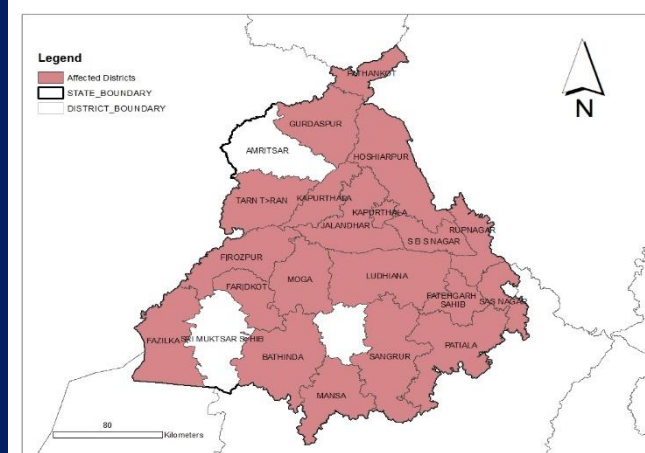 Legend
Affected Districts
STATE_BOUNDARY
DISTRICT_BOUNDARY
N
PATHANKOT
GURDASPUR
AMRITSAR
HOSHIARPUR
TARN T>RAN
KAPURTHALA
KAPURTHALA
JALANDHAR
RUPNAGAR
S B S NAGAR
FIROZPUR
MOGA
LUDHIANA
FARIDKOT
FATEHGARH
SAHIB
SAS NAGAR
FAZILKA
SRI MUKTSAR SAHIB
BATHINDA
SANGRUR
PATIALA
MANSA
80
Kilometers